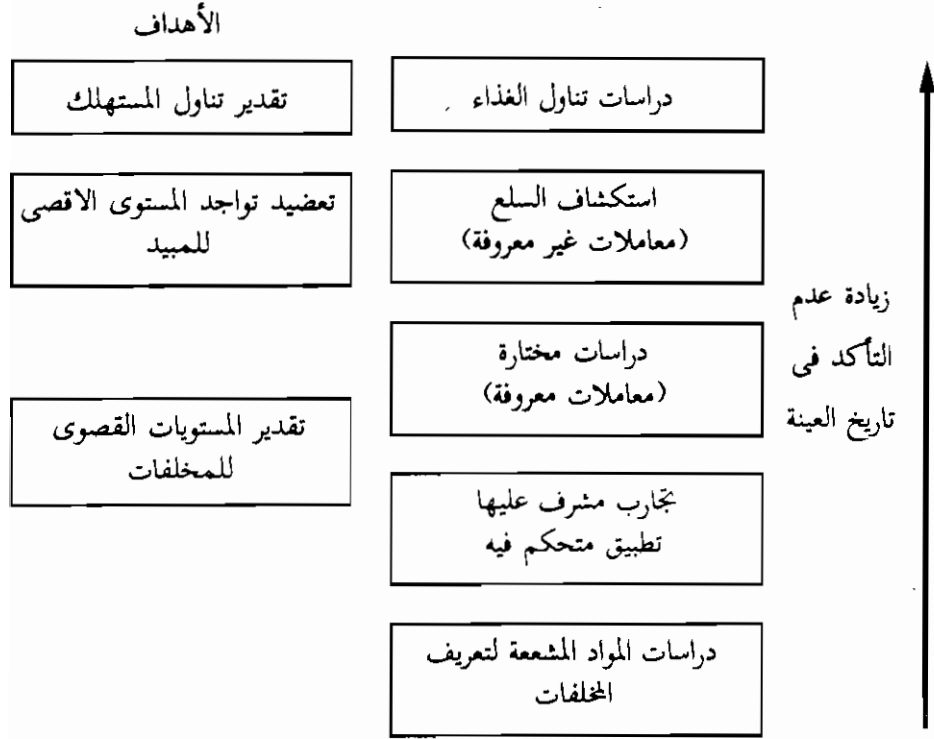 الأهداف
دراسات تناول الغذاء
تقدير تناول المستهلك
استكشاف السلع
(معاملات غير معروفة)
تعضيد تواجد المستوى الاقصى
للمبيد
زيادة عدم
التأكد فى
تاريخ العينة
دراسات مختارة
(معاملات معروفة)
تقدير المستويات القصوى
للمخلفات
تجارب مشرف عليها
تطبيق متحكم فيه
دراسات المواد المشععة لتعريف
المخلفات